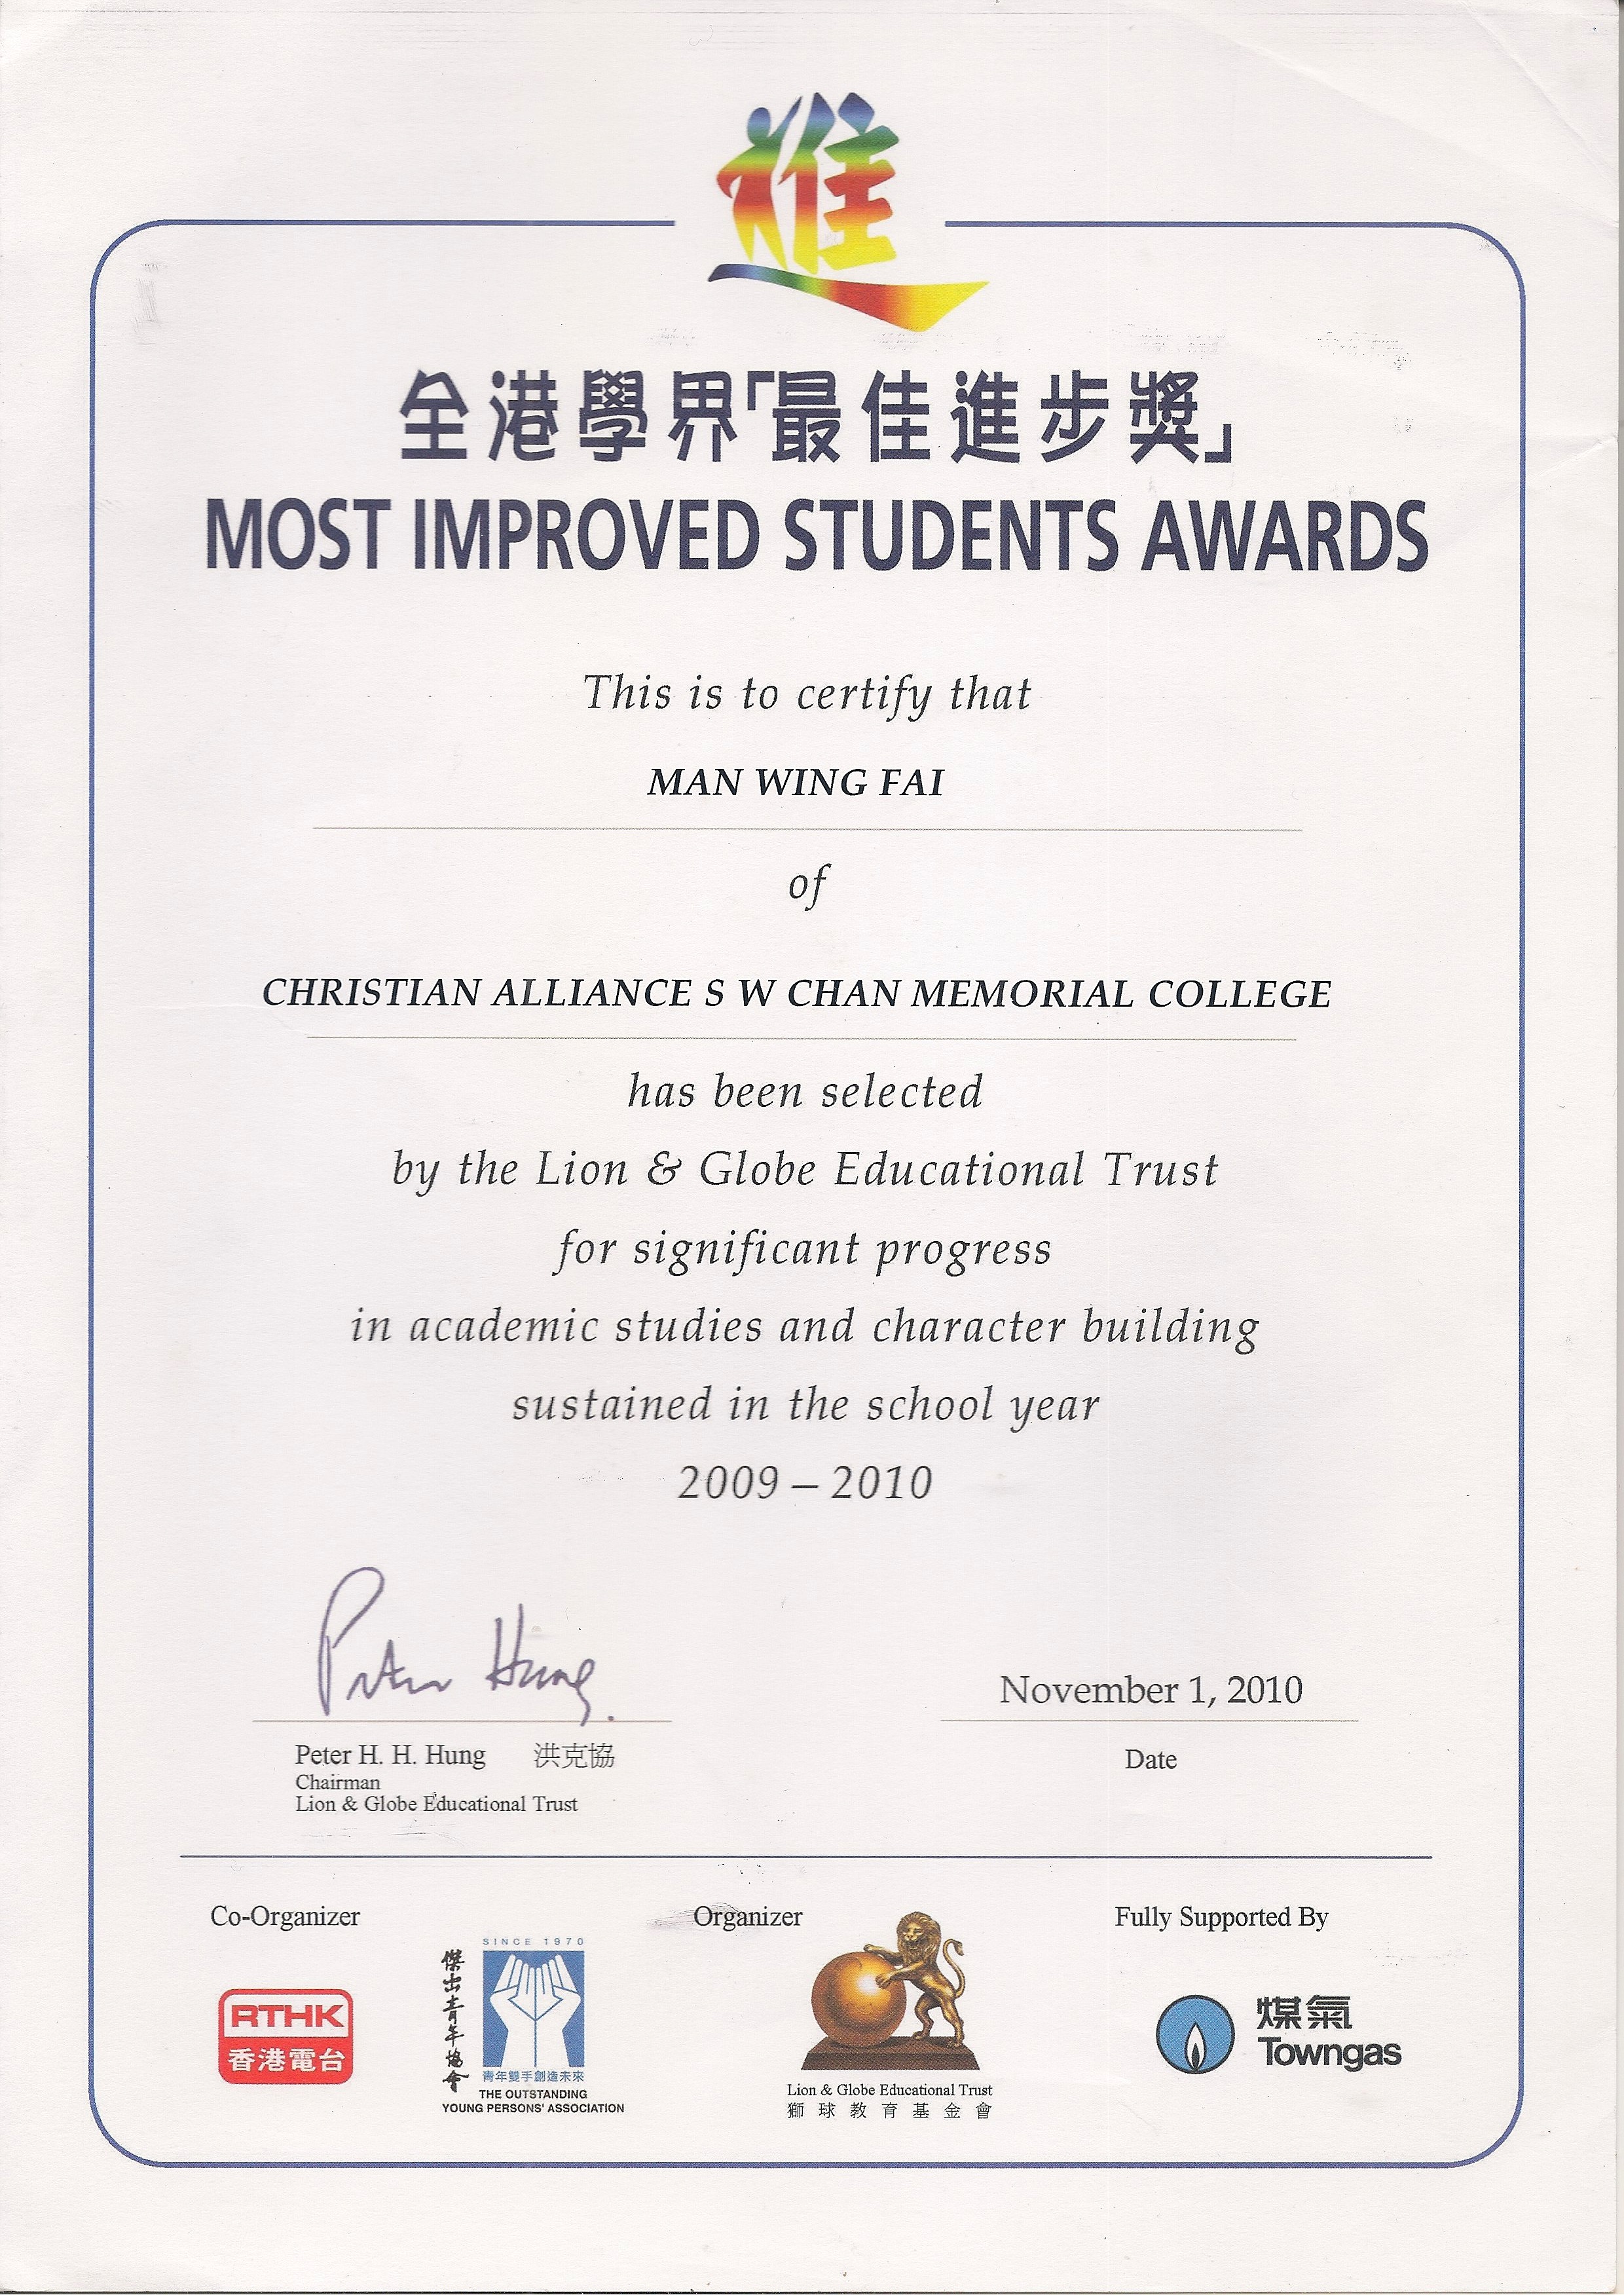 進
全港學界「最佳進步獎」
MOST IMPROVED STUDENTS AWARDS
This is to certify that
MAN WING FAI
of
CHRISTIAN ALLIANCE S W CHAN MEMORIAL COLLEGE
has been selected
by the Lion & Globe Educational Trust
for significant progress
in academic studies and character building
sustained in the school year
2009 – 2010
Peter Hung
November 1, 2010
Peter H. H. Hung 洪克協
Date
Chairman
Lion & Globe Educational Trust
Co-Organizer
Organizer
Fully Supported By
RTHK
香港電台
傑出青年協會
SINCE 1970
青年雙手創造未來
THE OUTSTANDING
YOUNG PERSONS' ASSOCIATION
Lion & Globe Educational Trust
獅球教育基金會
煤氣
Towngas